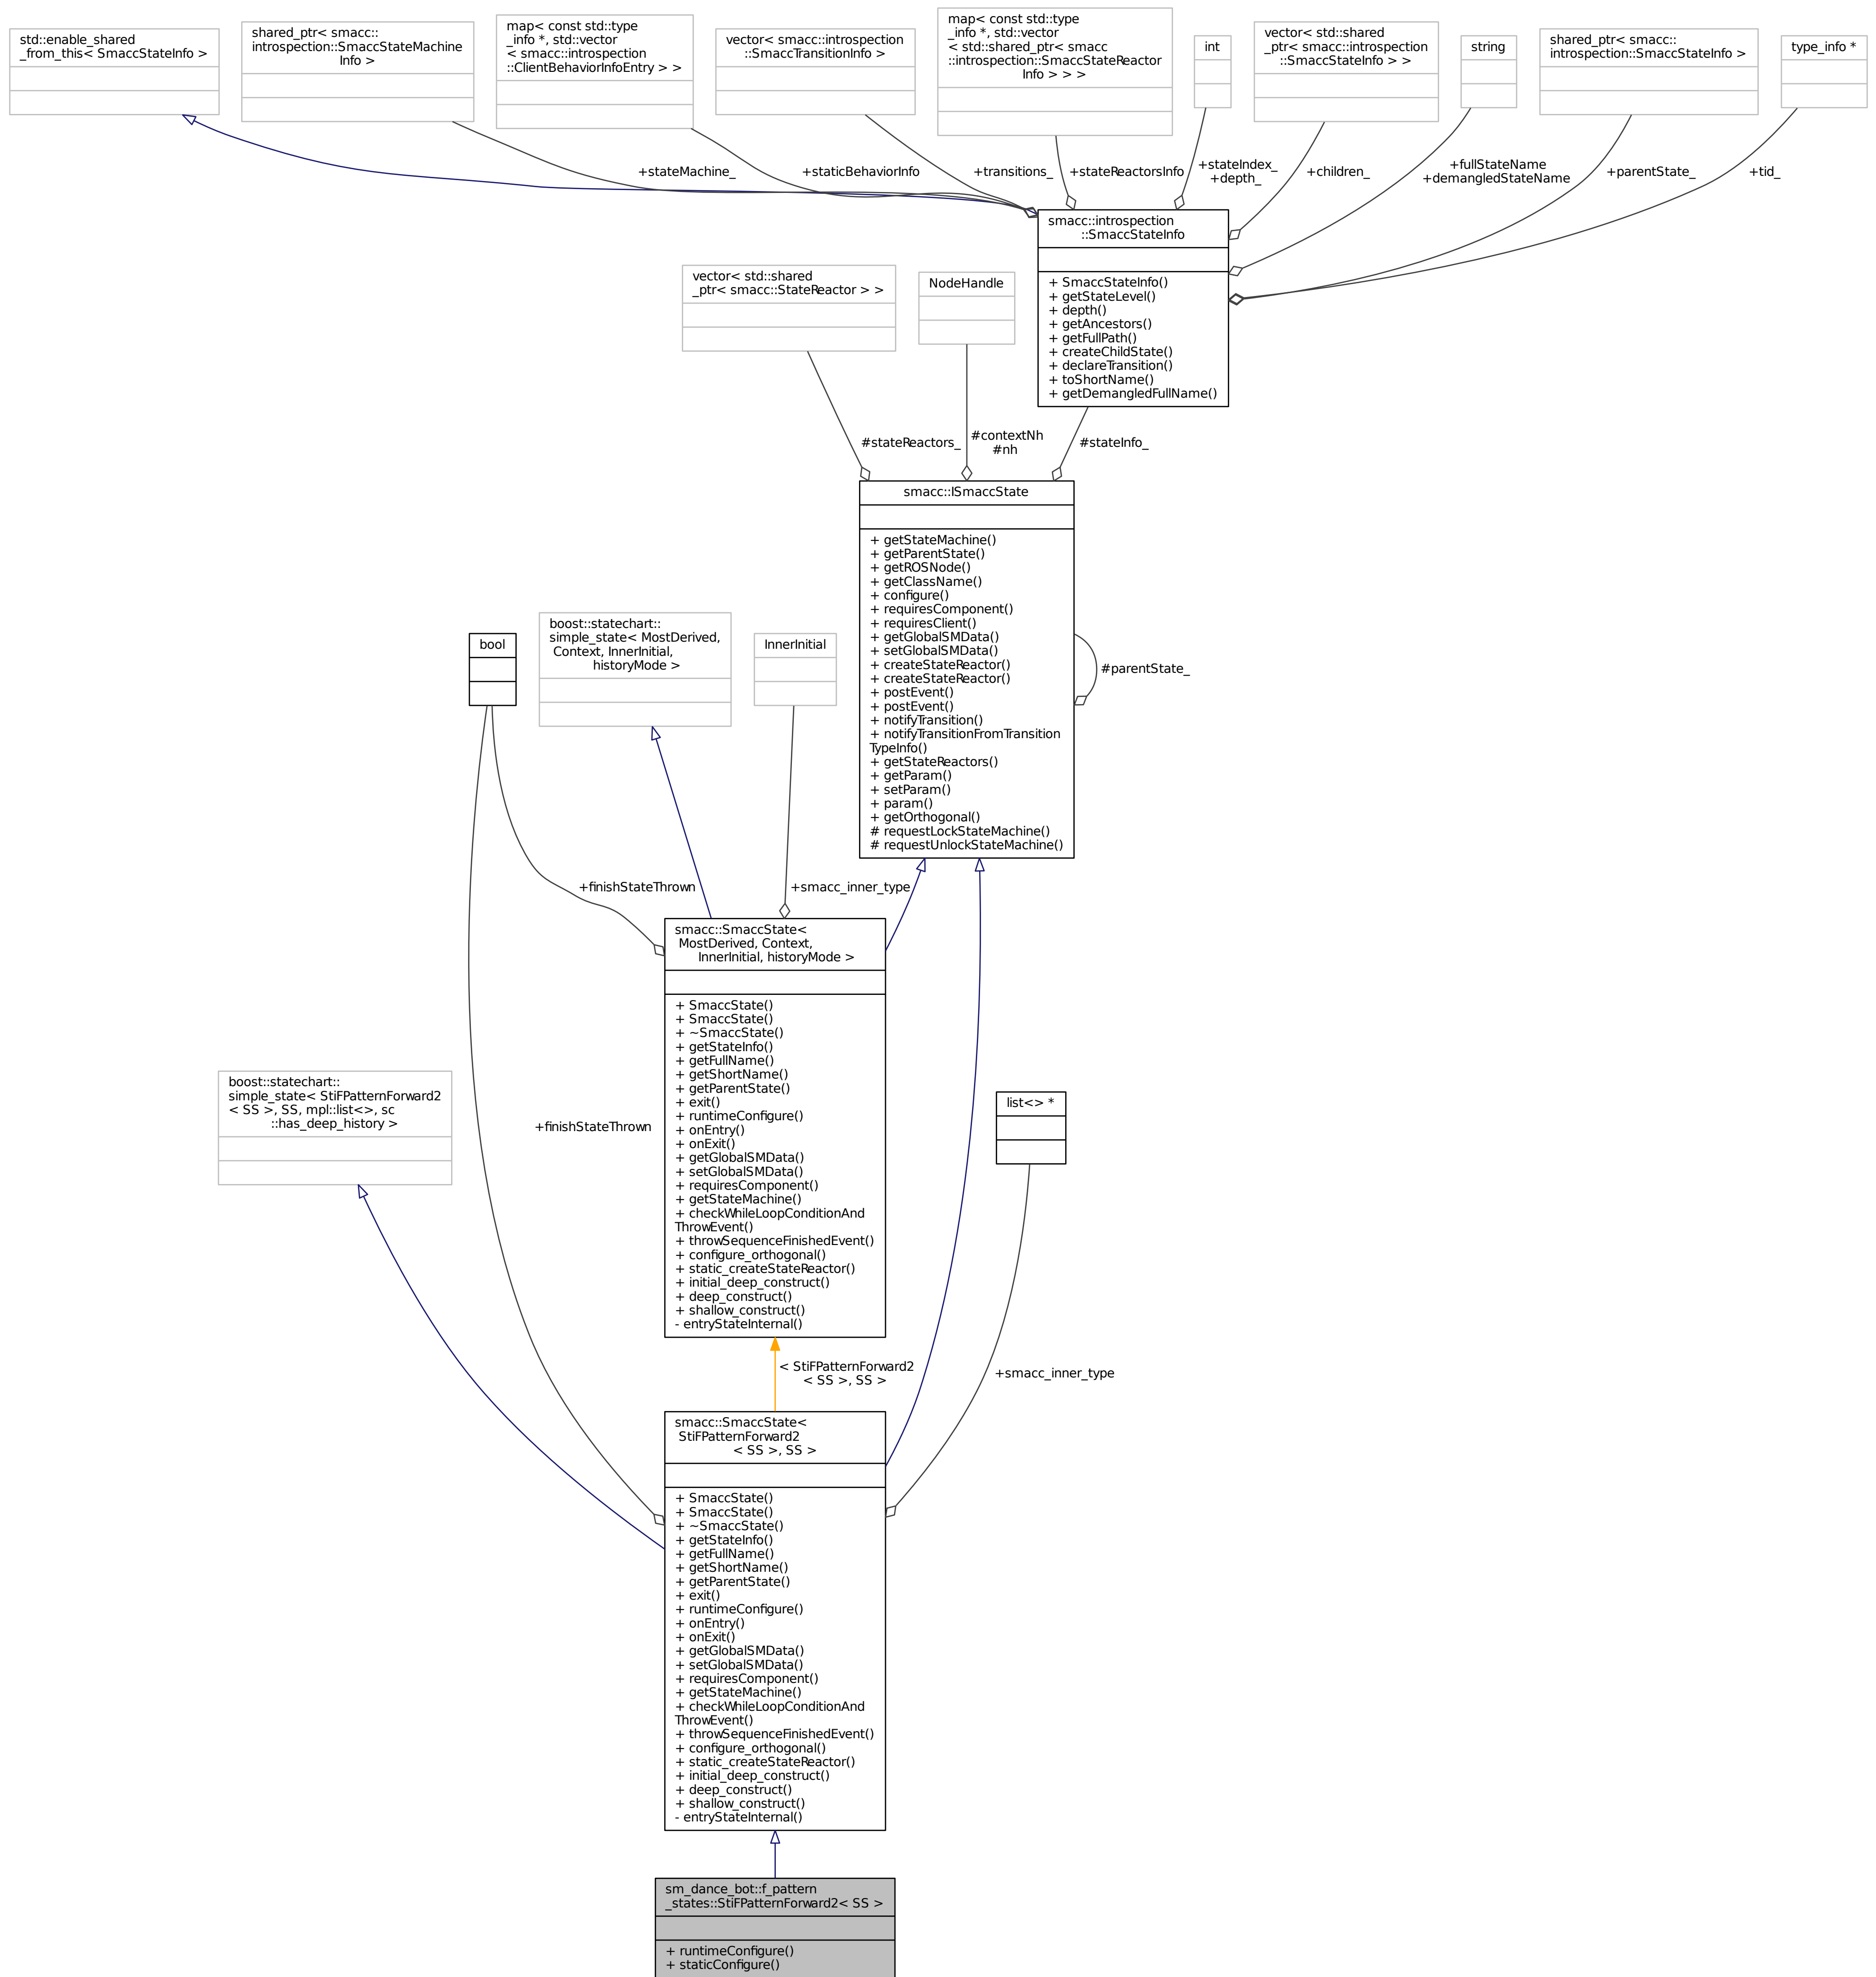 std::enable_shared
_from_this< SmaccStateInfo >
shared_ptr< smacc::
introspection::SmaccStateMachine
Info >
map< const std::type
_info *, std::vector
< smacc::introspection
::ClientBehaviorInfoEntry > >
vector< smacc::introspection
::SmaccTransitionInfo >
map< const std::type
_info *, std::vector
< std::shared_ptr< smacc
::introspection::SmaccStateReactor
Info > > >
int
vector< std::shared
_ptr< smacc::introspection
::SmaccStateInfo > >
string
shared_ptr< smacc::
introspection::SmaccStateInfo >
type_info *
+stateMachine_
+staticBehaviorInfo
+transitions_
+stateReactorsInfo
+stateIndex_
+depth_
+children_
+fullStateName
+demangledStateName
+parentState_
+tid_
smacc::introspection
::SmaccStateInfo
+ SmaccStateInfo()
+ getStateLevel()
+ depth()
+ getAncestors()
+ getFullPath()
+ createChildState()
+ declareTransition()
+ toShortName()
+ getDemangledFullName()
vector< std::shared
_ptr< smacc::StateReactor > >
NodeHandle
#stateReactors_
#contextNh
#nh
#stateInfo_
smacc::ISmaccState
+ getStateMachine()
+ getParentState()
+ getROSNode()
+ getClassName()
+ configure()
+ requiresComponent()
+ requiresClient()
+ getGlobalSMData()
+ setGlobalSMData()
+ createStateReactor()
+ createStateReactor()
+ postEvent()
+ postEvent()
+ notifyTransition()
+ notifyTransitionFromTransition
TypeInfo()
+ getStateReactors()
+ getParam()
+ setParam()
+ param()
+ getOrthogonal()
# requestLockStateMachine()
# requestUnlockStateMachine()
#parentState_
bool
boost::statechart::
simple_state< MostDerived,
Context, InnerInitial,
historyMode >
InnerInitial
+finishStateThrown
+smacc_inner_type
smacc::SmaccState<
MostDerived, Context,
InnerInitial, historyMode >
+ SmaccState()
+ SmaccState()
+ ~SmaccState()
+ getStateInfo()
+ getFullName()
+ getShortName()
+ getParentState()
+ exit()
+ runtimeConfigure()
+ onEntry()
+ onExit()
+ getGlobalSMData()
+ setGlobalSMData()
+ requiresComponent()
+ getStateMachine()
+ checkWhileLoopConditionAnd
ThrowEvent()
+ throwSequenceFinishedEvent()
+ configure_orthogonal()
+ static_createStateReactor()
+ initial_deep_construct()
+ deep_construct()
+ shallow_construct()
- entryStateInternal()
boost::statechart::
simple_state< StiFPatternForward2
< SS >, SS, mpl::list<>, sc
::has_deep_history >
+finishStateThrown
list<> *
< StiFPatternForward2
< SS >, SS >
+smacc_inner_type
smacc::SmaccState<
StiFPatternForward2
< SS >, SS >
+ SmaccState()
+ SmaccState()
+ ~SmaccState()
+ getStateInfo()
+ getFullName()
+ getShortName()
+ getParentState()
+ exit()
+ runtimeConfigure()
+ onEntry()
+ onExit()
+ getGlobalSMData()
+ setGlobalSMData()
+ requiresComponent()
+ getStateMachine()
+ checkWhileLoopConditionAnd
ThrowEvent()
+ throwSequenceFinishedEvent()
+ configure_orthogonal()
+ static_createStateReactor()
+ initial_deep_construct()
+ deep_construct()
+ shallow_construct()
- entryStateInternal()
sm_dance_bot::f_pattern
_states::StiFPatternForward2< SS >
+ runtimeConfigure()
+ staticConfigure()